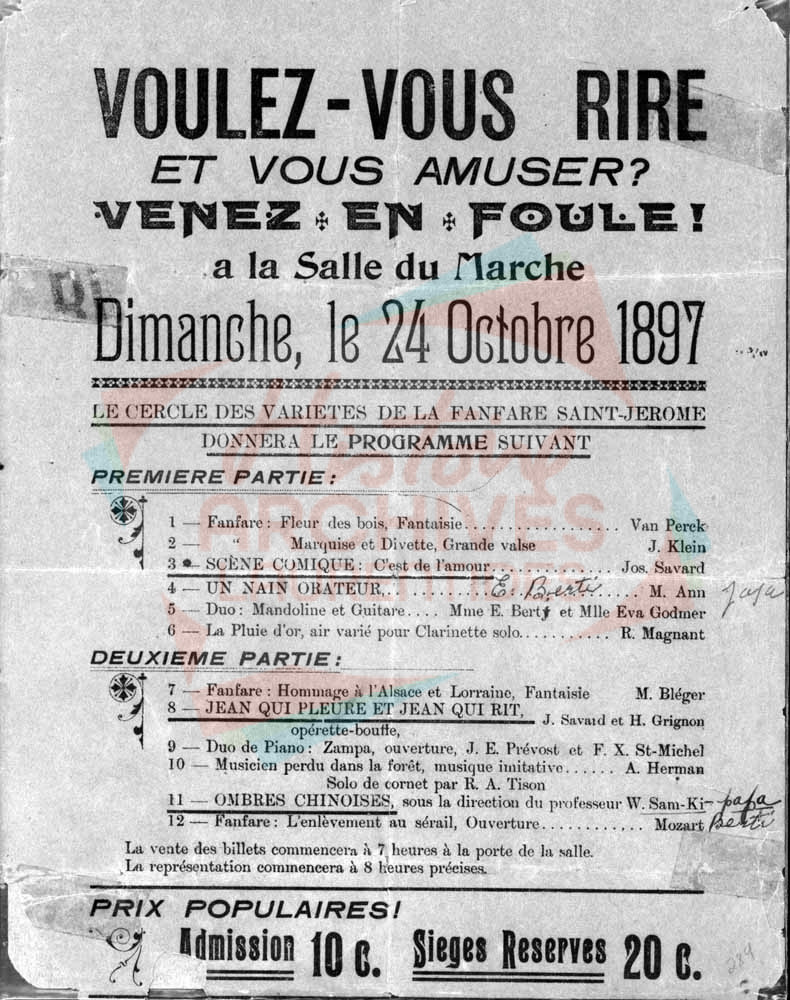 VOULEZ-VOUS RIRE
ET VOUS AMUSER?
VENEZ EN FOULE!
a la Salle du Marche
Dimanche, le 24 Octobre 1897
LE CERCLE DES VARIETES DE LA FANFARE SAINT-JEROME
DONNERA LE PROGRAMME SUIVANT
PREMIERE PARTIE:
1 — Fanfare: Fleur des bois, Fantaisie.................. Van Perck
2 — " Marquise et Divette, Grande valse J. Klein
3 — SCÈNE COMIQUE: C'est de l'amour............... Jos. Savard
4 — UN NAIN ORATEUR,.......... E. Berti ....... M. Ann papa
5 — Duo: Mandoline et Guitare.... Mme E. Berty et Mlle Eva Godmer
6 — La Pluie d'or, air varié pour Clarinette solo........... R. Magnant
DEUXIEME PARTIE:
7 — Fanfare: Hommage à l'Alsace et Lorraine, Fantaisie M. Bléger
8 — JEAN QUI PLEURE ET JEAN QUI RIT,
opérette-bouffe, J. Savard et H. Grignon
9 — Duo de Piano: Zampa, ouverture, J. E. Prévost et F. X. St-Michel
10 — Musicien perdu dans la forêt, musique imitative...... A. Herman
Solo de cornet par R. A. Tison
11 — OMBRES CHINOISES, sous la direction du professeur W. Sam-Ki- papa
12 — Fanfare: L'enlèvement au sérail, Ouverture............ Mozart Berti
La vente des billets commencera à 7 heures à la porte de la salle.
La représentation commencera à 8 heures précises.
PRIX POPULAIRES!
Admission 10 c. Sieges Reserves 20 c.
289
Histoire
ARCHIVES